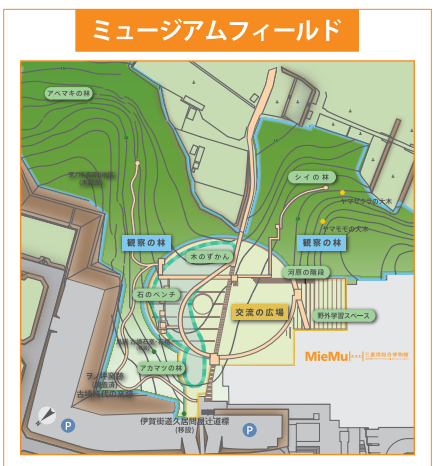 ミュージアムフィールド
アベマキの林
シイの林
ヤマザクラの大木
ヤマモモの大木
観察の林
観察の林
木のずかん
河原の階段
石のベンチ
交流の広場
野外学習スペース
MieMu
三重県総合博物館
アカマツの林
伊賀街道久居問屋辻道標
(移設)
P
P